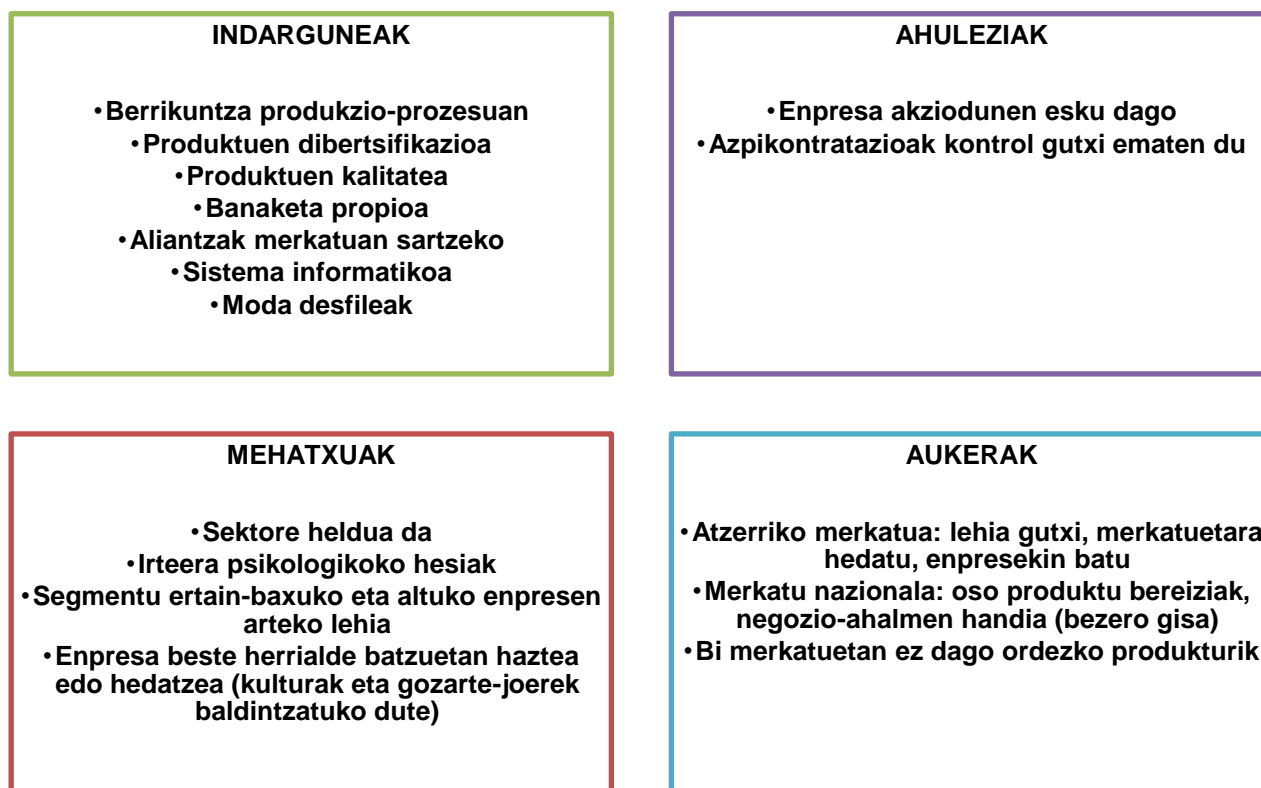 INDARGUNEAK
•Berrikuntza produkzio-prozesuan
•Produktuen dibertsifikazioa
•Produktuen kalitatea
•Banaketa propioa
•Aliantzak merkatuan sartzeko
•Sistema informatikoa
•Moda desfileak
AHULEZIAK
•Enpresa akziodunen esku dago
•Azpikontratazioak kontrol gutxi ematen du
MEHATXUAK
•Sektore heldua da
•Irteera psikologikoko hesiak
•Segmentu ertain-baxuko eta altuko enpresen
arteko lehia
•Enpresa beste herrialde batzuetan haztea
edo hedatzea (kulturak eta gozarte-joerek
baldintzatuko dute)
AUKERAK
•Atzerriko merkatua: lehia gutxi, merkatuetara
hedatu, enpresekin batu
•Merkatu nazionala: oso produktu bereiziak,
negozio-ahalmen handia (bezero gisa)
•Bi merkatuetan ez dago ordezko produkturik